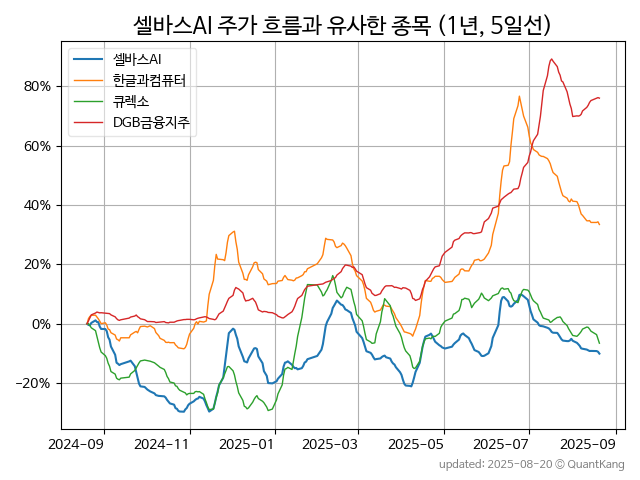 셀바스AI 주가 흐름과 유사한 종목 (1년, 5일선)
셀바스AI
한글과컴퓨터
큐렉소
DGB금융지주
80%
60%
40%
20%
0%
−20%
2024−09
2024−11
2025−01
2025−03
2025−05
2025−07
2025−09
updated: 2025-08-20 © QuantKang